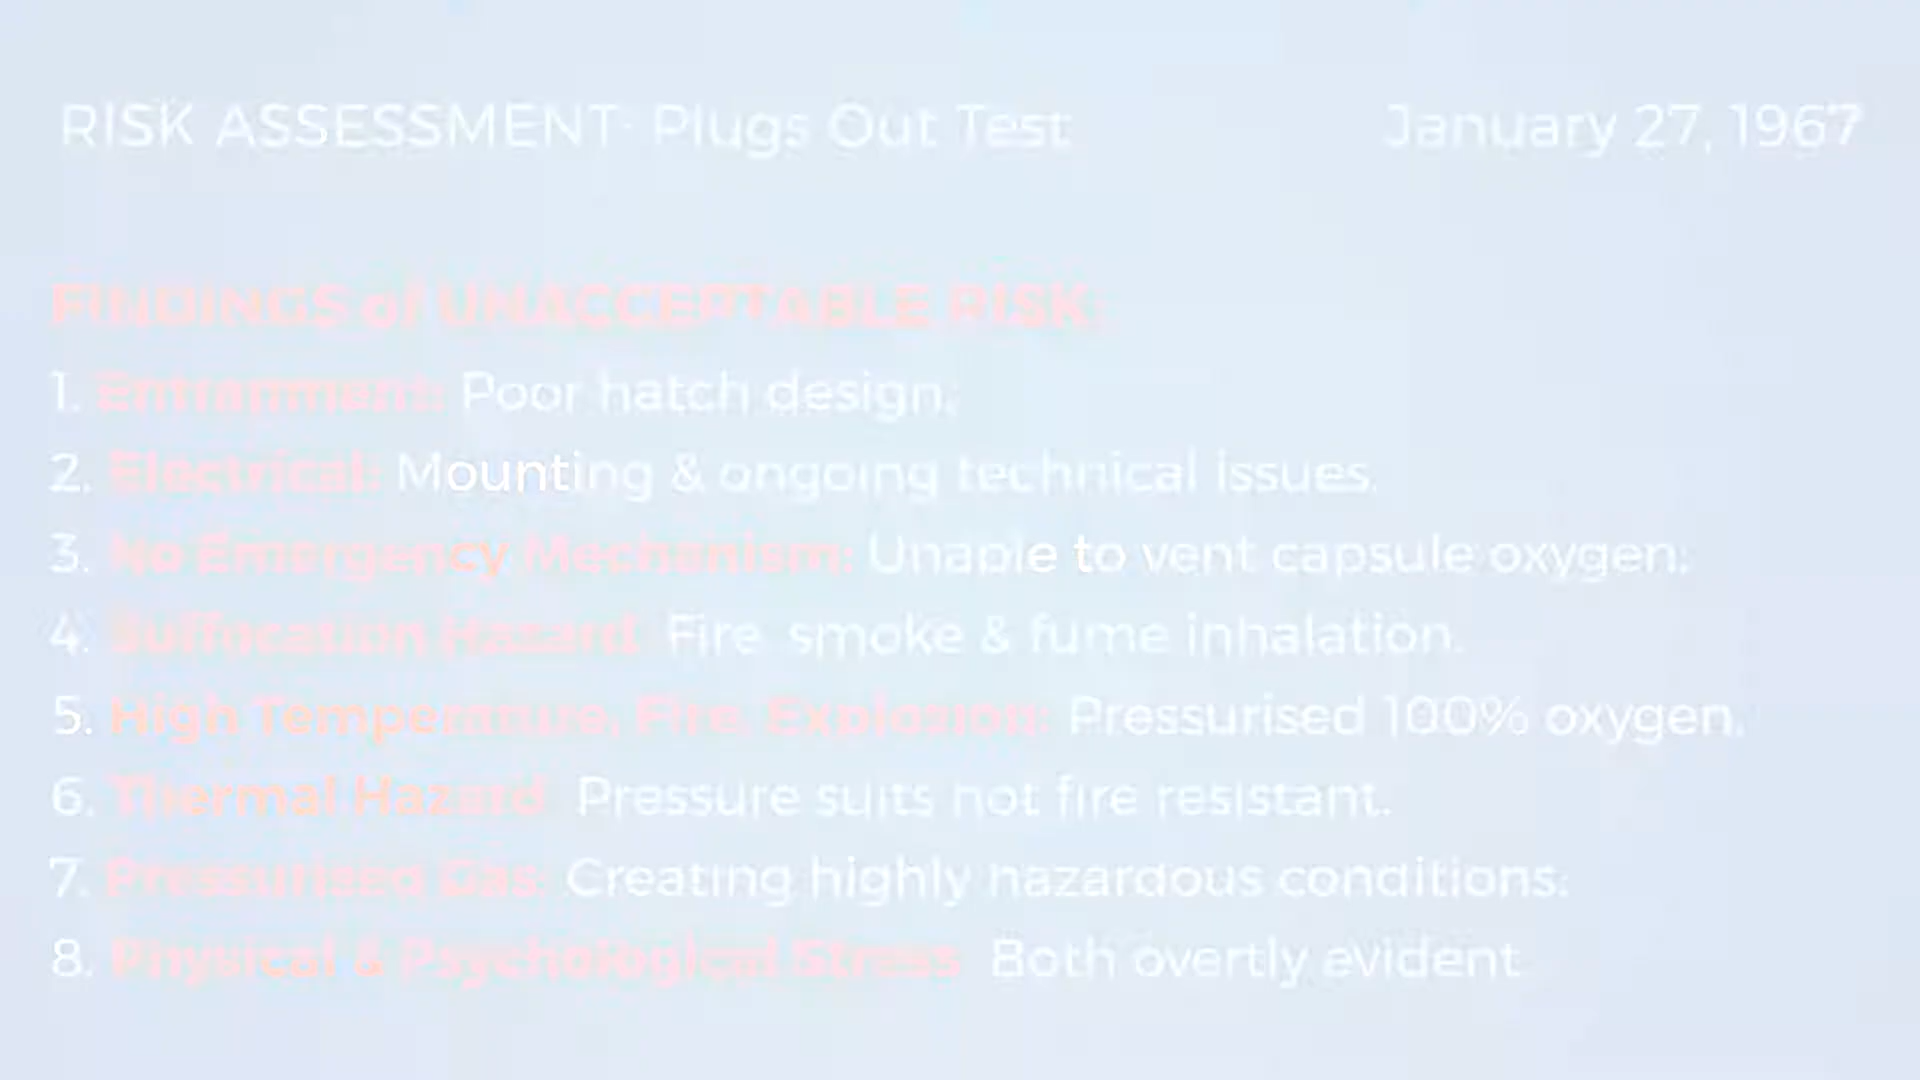 RISK ASSESSMENT: Plugs Out Test January 27, 1967
FINDINGS of UNACCEPTABLE RISK:
1. Entrapment: Poor hatch design.
2. Electrical: Mounting & ongoing technical issues.
3. No Emergency Mechanism: Unable to vent capsule oxygen.
4. Suffocation Hazard: Fire, smoke & fume inhalation.
5. High Temperature, Fire, Explosion: Pressurised 100% oxygen.
6. Thermal Hazard: Pressure suits not fire resistant.
7. Pressurised Gas: Creating highly hazardous conditions.
8. Physical & Psychological Stress: Both overtly evident.